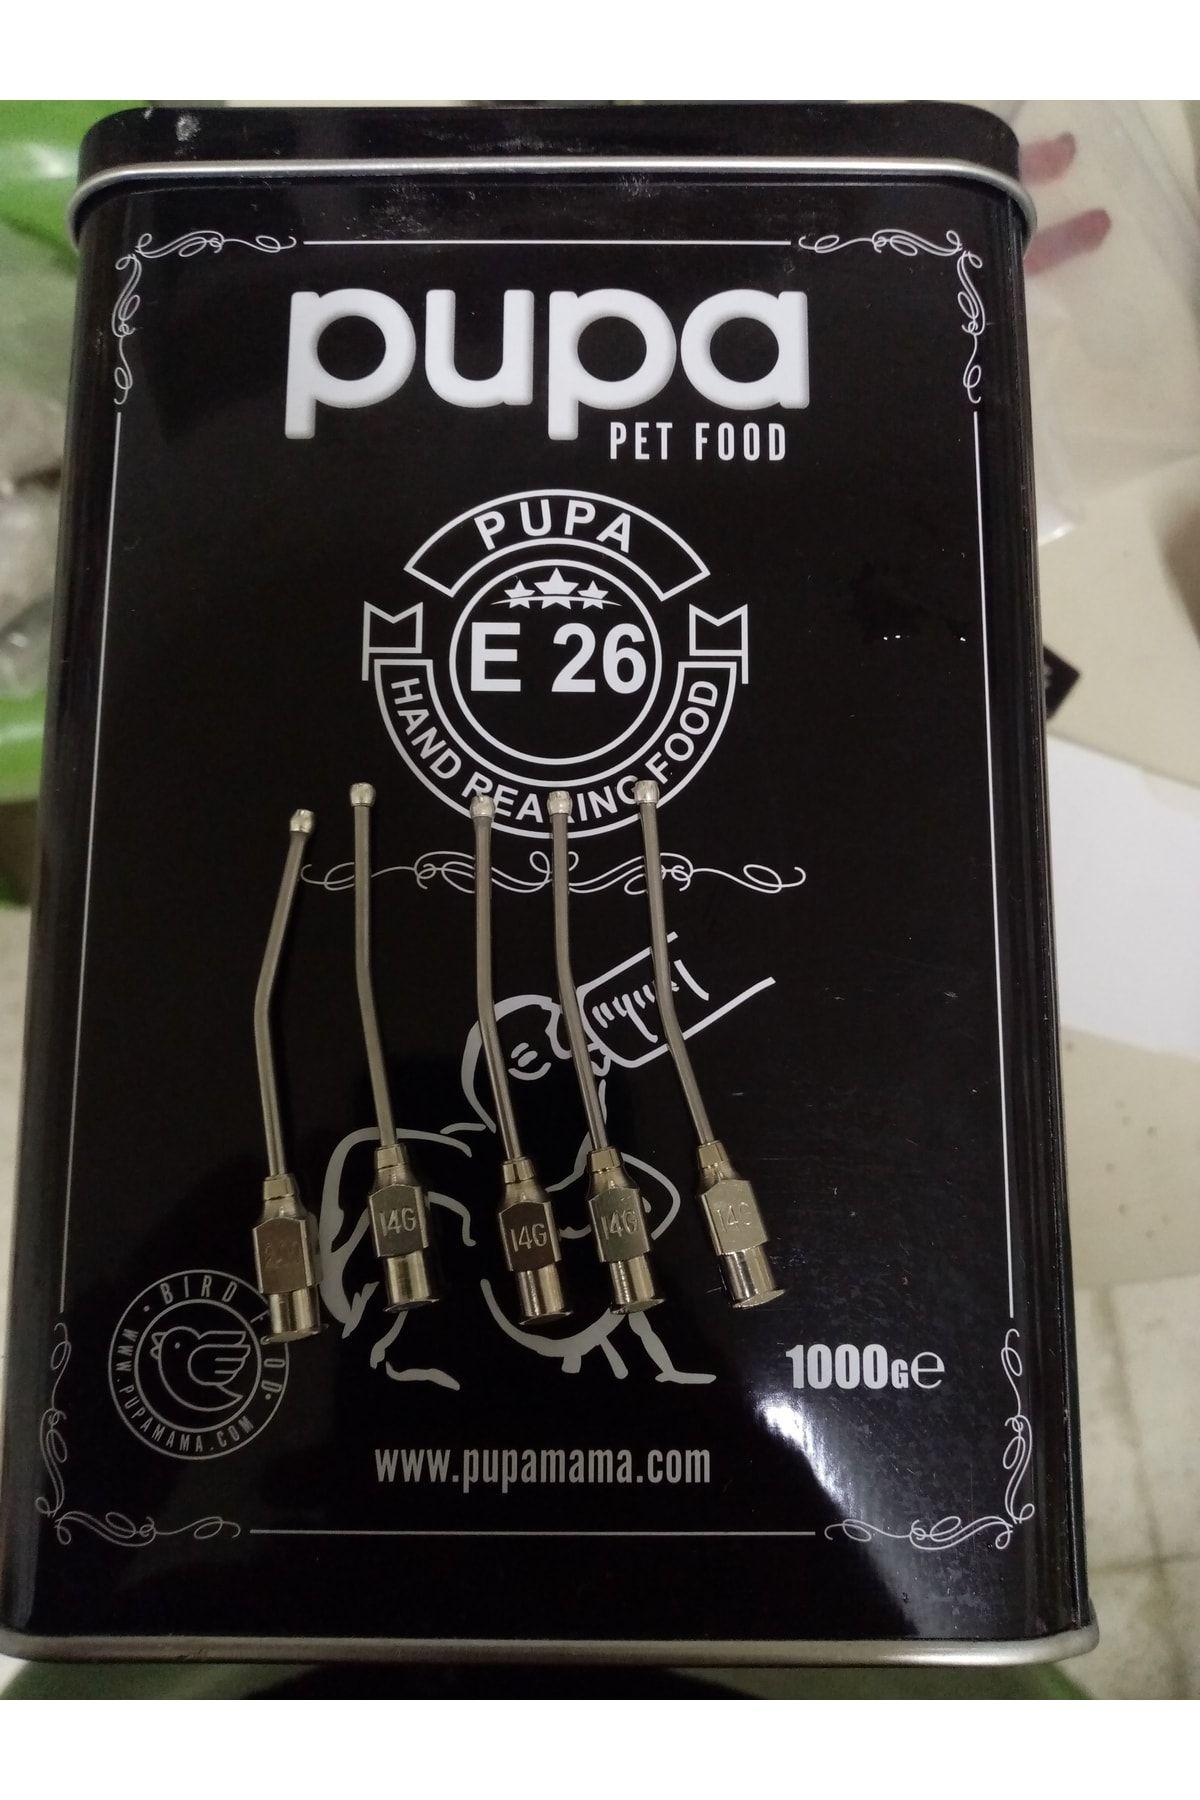 pupa
PET FOOD
PUPA
E 26
HAND REARING FOOD
14G
14G
14G
14G
BIRD FOOD
WWW.PUPAMAMA.COM
1000G e
www.pupamama.com